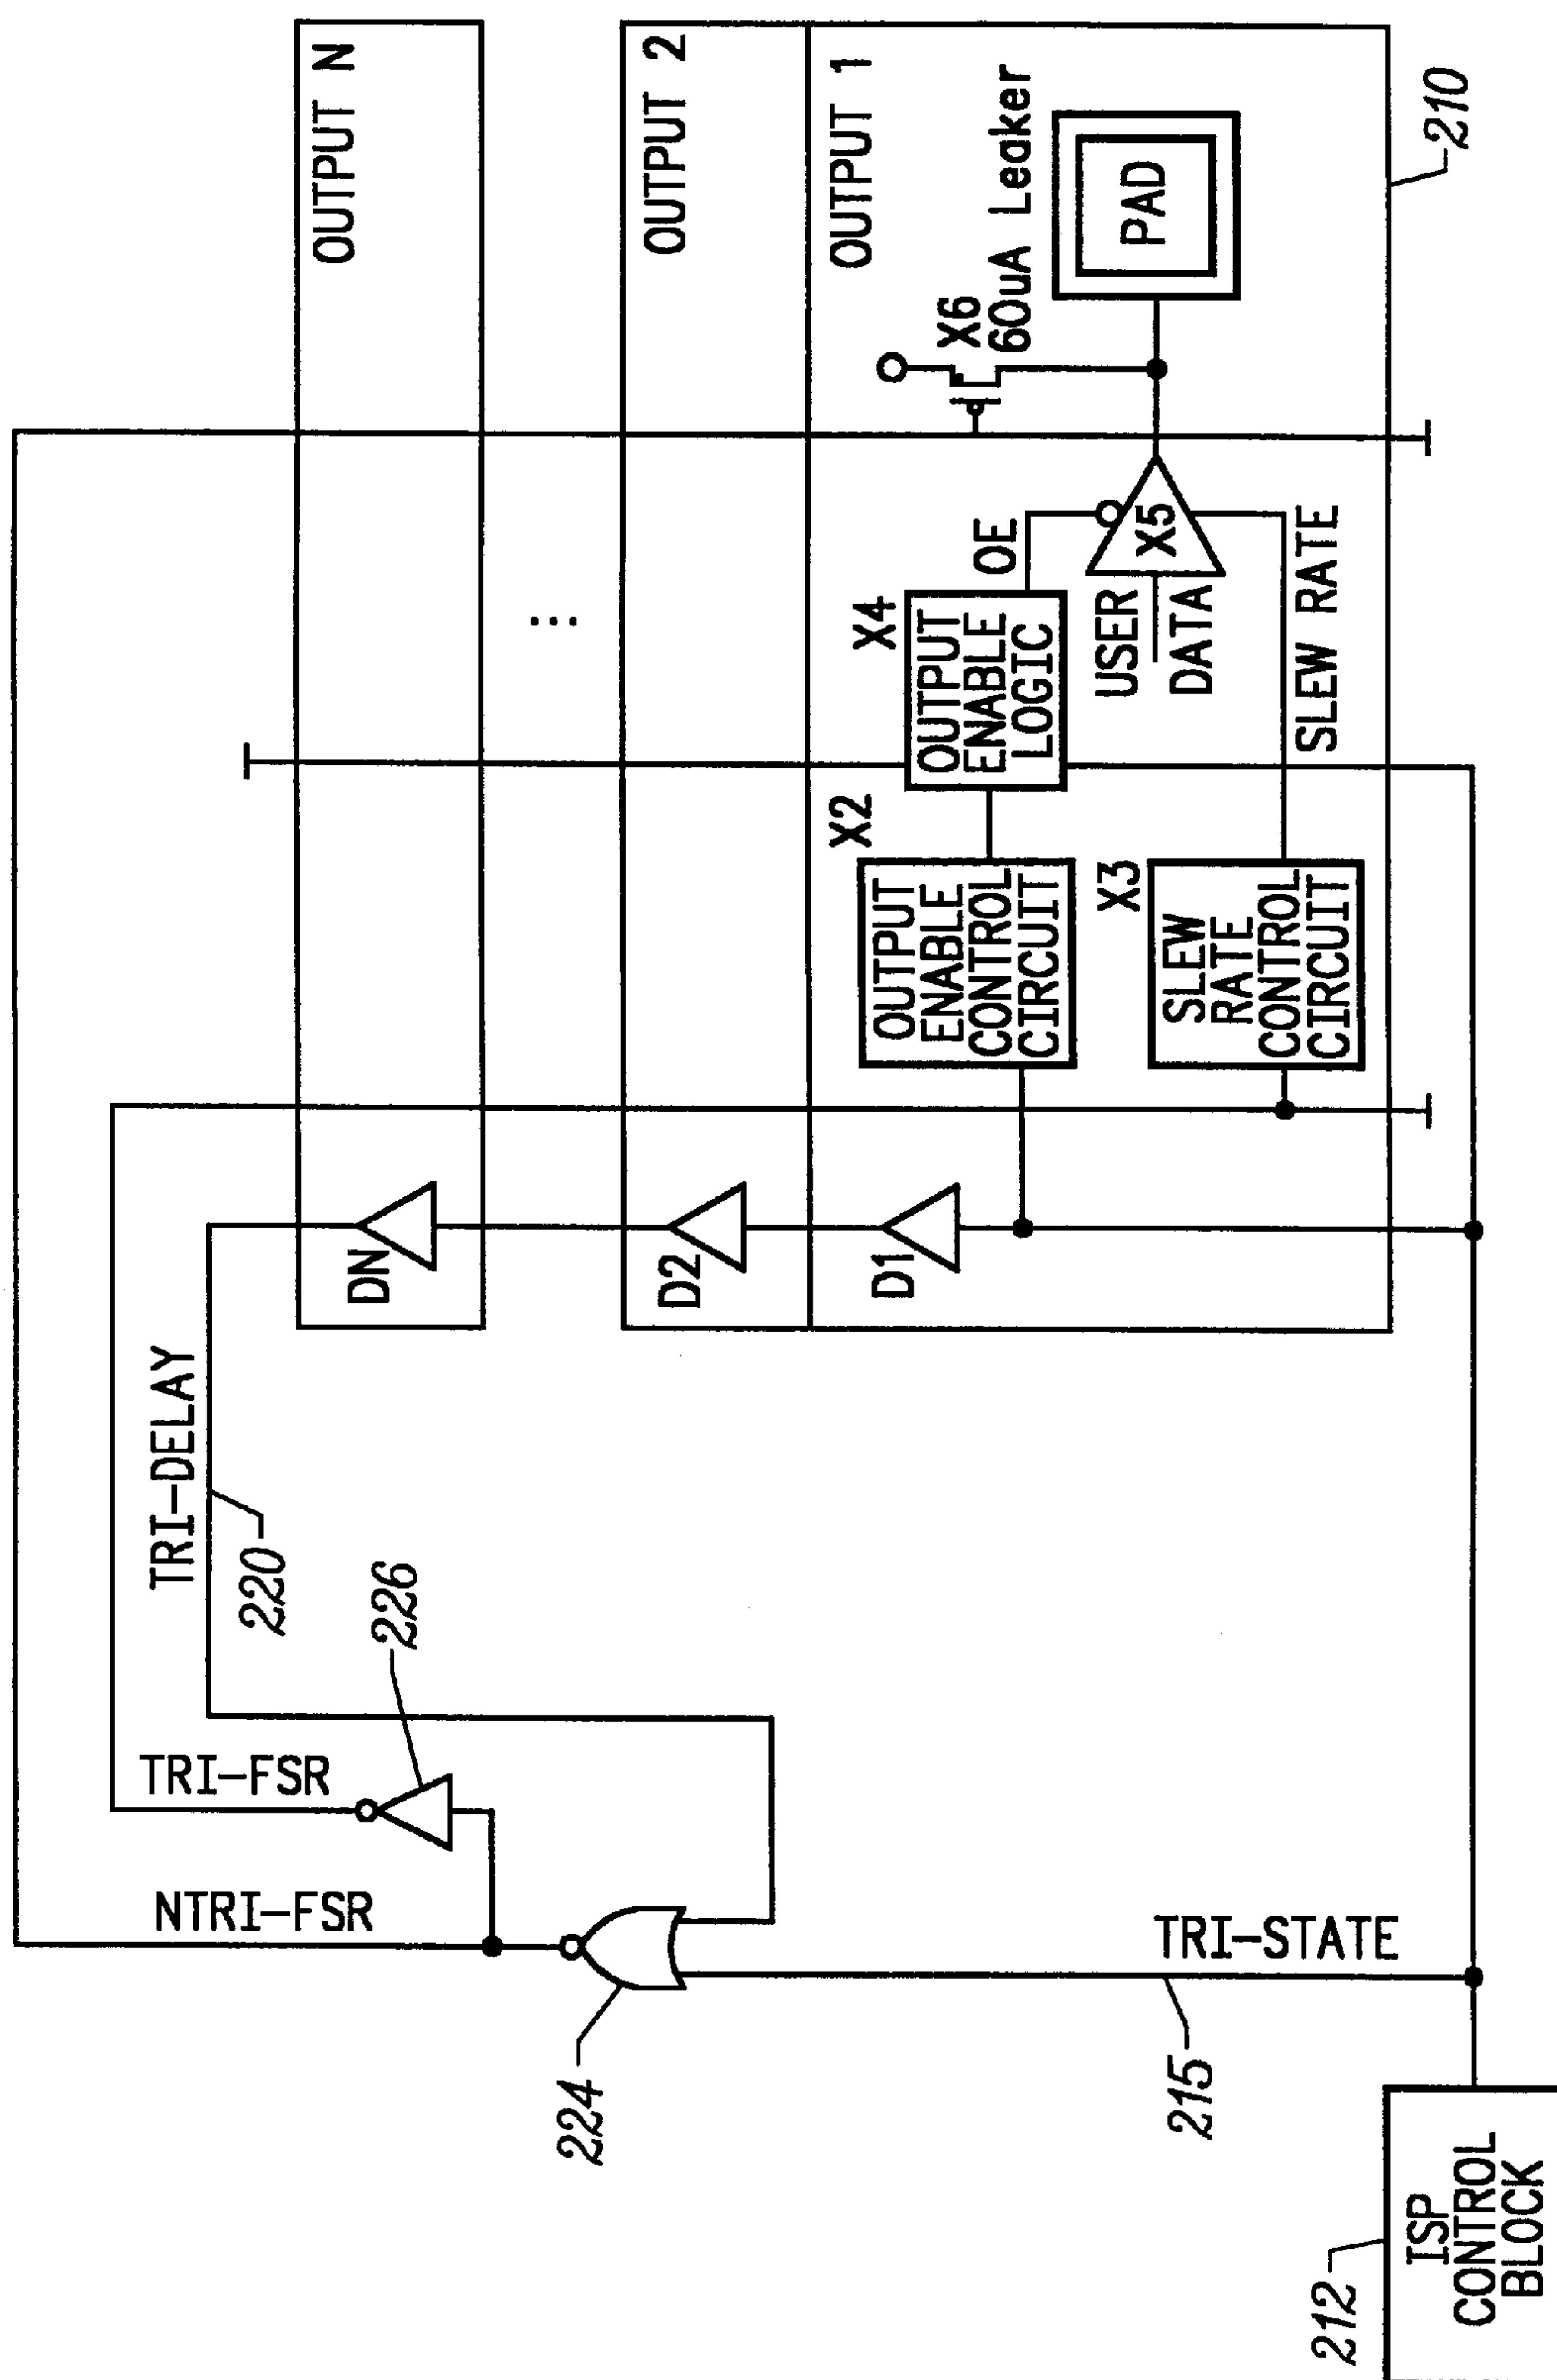 OUTPUT N
OUTPUT 2
OUTPUT 1
X6
60uA Leaker
PAD
210
X4
OUTPUT
ENABLE
LOGIC
OE
X5
USER
DATA
SLEW RATE
...
X2
OUTPUT
ENABLE
CONTROL
CIRCUIT
X3
SLEW
RATE
CONTROL
CIRCUIT
DN
D2
D1
TRI-DELAY
220
226
TRI-FSR
NTRI-FSR
224
TRI-STATE
215
212
ISP
CONTROL
BLOCK